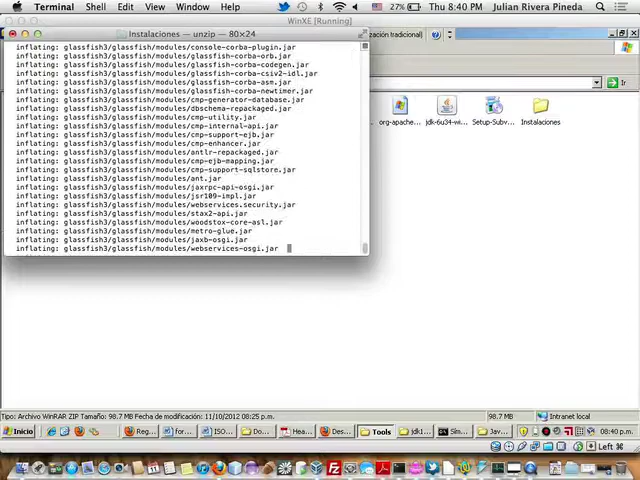 Terminal Shell Edit View Window Help 27% Thu 8:40 PM Julian Rivera Pineda
WinXE [Running]
Instalaciones — unzip — 80×24
inflating: glassfish3/glassfish/modules/console-corba-plugin.jar
inflating: glassfish3/glassfish/modules/glassfish-corba-orb.jar
inflating: glassfish3/glassfish/modules/glassfish-corba-codegen.jar
inflating: glassfish3/glassfish/modules/glassfish-corba-csiv2-idl.jar
inflating: glassfish3/glassfish/modules/glassfish-corba-asm.jar
inflating: glassfish3/glassfish/modules/glassfish-corba-newtimer.jar
inflating: glassfish3/glassfish/modules/cmp-generator-database.jar
inflating: glassfish3/glassfish/modules/dbschema-repackaged.jar
inflating: glassfish3/glassfish/modules/cmp-utility.jar
inflating: glassfish3/glassfish/modules/cmp-internal-api.jar
inflating: glassfish3/glassfish/modules/cmp-support-ejb.jar
inflating: glassfish3/glassfish/modules/cmp-enhancer.jar
inflating: glassfish3/glassfish/modules/antlr-repackaged.jar
inflating: glassfish3/glassfish/modules/cmp-ejb-mapping.jar
inflating: glassfish3/glassfish/modules/cmp-support-sqlstore.jar
inflating: glassfish3/glassfish/modules/ant.jar
inflating: glassfish3/glassfish/modules/jaxrpc-api-osgi.jar
inflating: glassfish3/glassfish/modules/jsr109-impl.jar
inflating: glassfish3/glassfish/modules/webservices.security.jar
inflating: glassfish3/glassfish/modules/stax2-api.jar
inflating: glassfish3/glassfish/modules/woodstox-core-asl.jar
inflating: glassfish3/glassfish/modules/metro-glue.jar
inflating: glassfish3/glassfish/modules/jaxb-osgi.jar
inflating: glassfish3/glassfish/modules/webservices-osgi.jar
tradicional)
Ir
org-apache... jdk-6u34-wi... Setup-Subv... Instalaciones
Tipo: Archivo WinRAR ZIP Tamaño: 98.7 MB Fecha de modificación: 11/10/2012 08:25 p.m. 98.7 MB Intranet local
Inicio Reg... for... ISO... Do... Hea... Des... Tools jdk1... Sim... Jav... 08:40 p.m.
Left ⌘